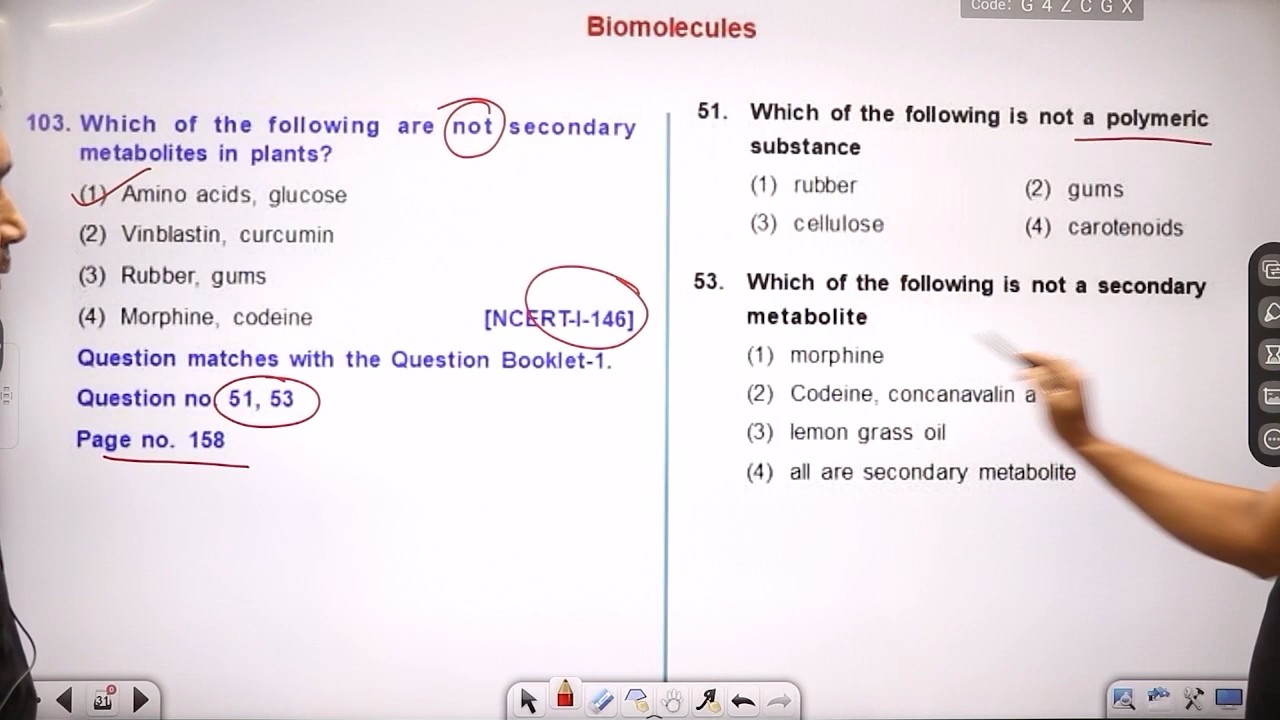 Code: G 4 Z C G X
Biomolecules
103. Which of the following are not secondary
metabolites in plants?
(1) Amino acids, glucose
(2) Vinblastin, curcumin
(3) Rubber, gums
(4) Morphine, codeine [NCERT-I-146]
Question matches with the Question Booklet-1.
Question no 51, 53
Page no. 158
51. Which of the following is not a polymeric
substance
(1) rubber (2) gums
(3) cellulose (4) carotenoids
53. Which of the following is not a secondary
metabolite
(1) morphine
(2) Codeine, concanavalin a
(3) lemon grass oil
(4) all are secondary metabolite
31